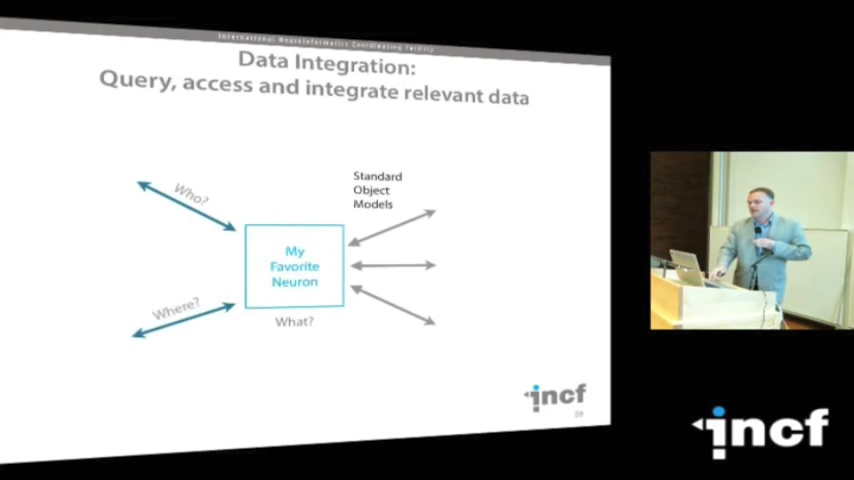 International Neuroinformatics Coordinating Facility
Data Integration:
Query, access and integrate relevant data
Who?
Standard
Object
Models
My
Favorite
Neuron
Where?
What?
incf
incf